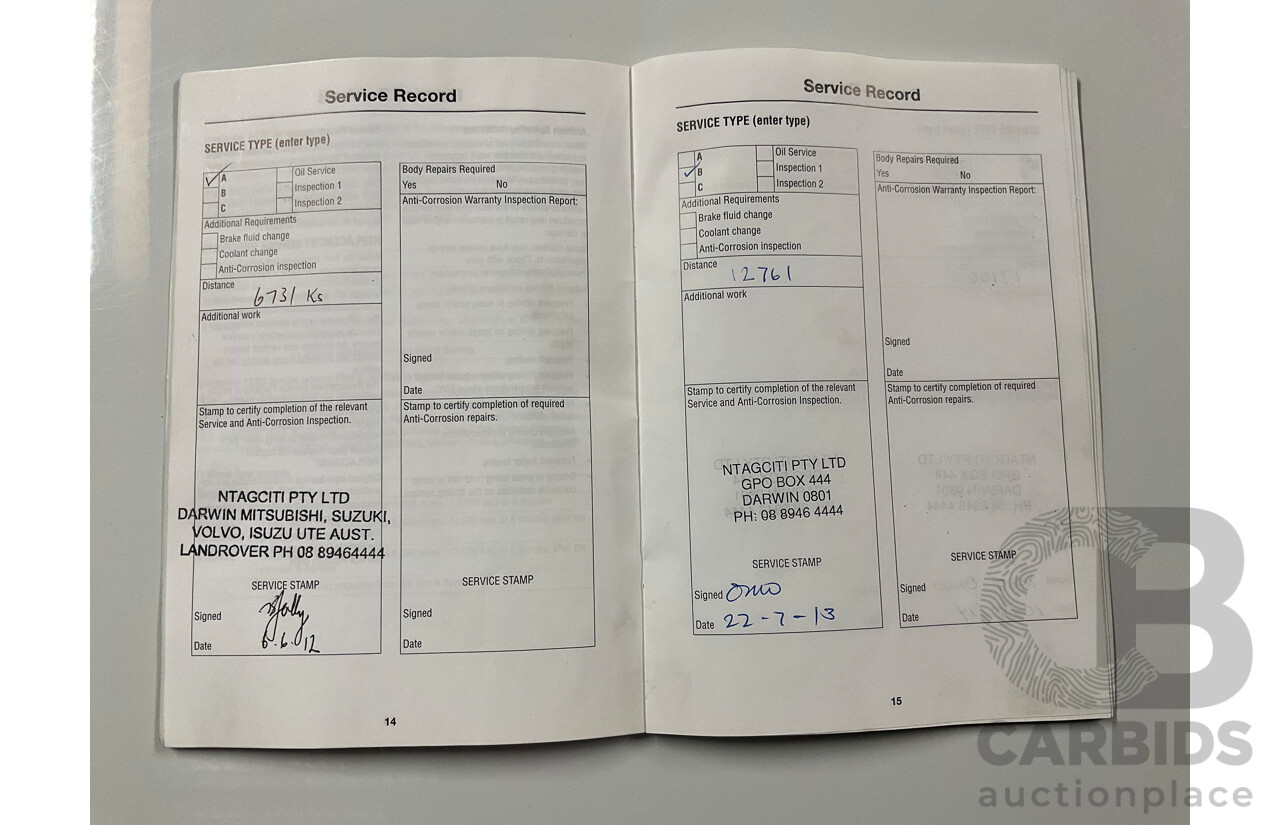 Service Record
SERVICE TYPE (enter type)
A
B
C
Oil Service
Inspection 1
Inspection 2
Additional Requirements
Brake fluid change
Coolant change
Anti-Corrosion inspection
Distance
6731 Ks
Additional work
Stamp to certify completion of the relevant
Service and Anti-Corrosion Inspection.
NTAGCITI PTY LTD
DARWIN MITSUBISHI, SUZUKI,
VOLVO, ISUZU UTE AUST.
LANDROVER PH 08 89464444
SERVICE STAMP
Signed
Date 6.6.12
Body Repairs Required
Yes No
Anti-Corrosion Warranty Inspection Report:
Signed
Date
Stamp to certify completion of required
Anti-Corrosion repairs.
SERVICE STAMP
Signed
Date
14
Service Record
SERVICE TYPE (enter type)
A
B
C
Oil Service
Inspection 1
Inspection 2
Additional Requirements
Brake fluid change
Coolant change
Anti-Corrosion inspection
Distance
12761
Additional work
Stamp to certify completion of the relevant
Service and Anti-Corrosion Inspection.
NTAGCITI PTY LTD
GPO BOX 444
DARWIN 0801
PH: 08 8946 4444
SERVICE STAMP
Signed
Date 22-7-13
Body Repairs Required
Yes No
Anti-Corrosion Warranty Inspection Report:
Signed
Date
Stamp to certify completion of required
Anti-Corrosion repairs.
SERVICE STAMP
Signed
Date
15
CB
CARBIDS
auctionplace